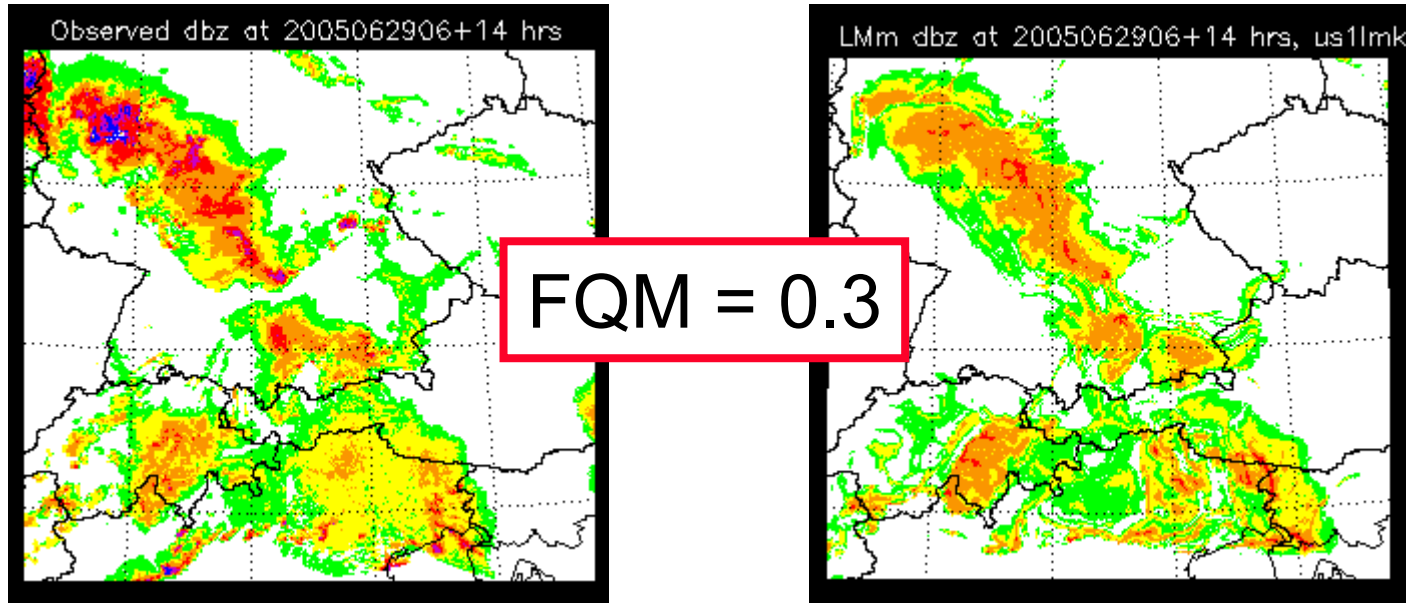 Observed dbz at 2005062906+14 hrs
LMm dbz at 2005062906+14 hrs, us1lmk
FQM = 0.3